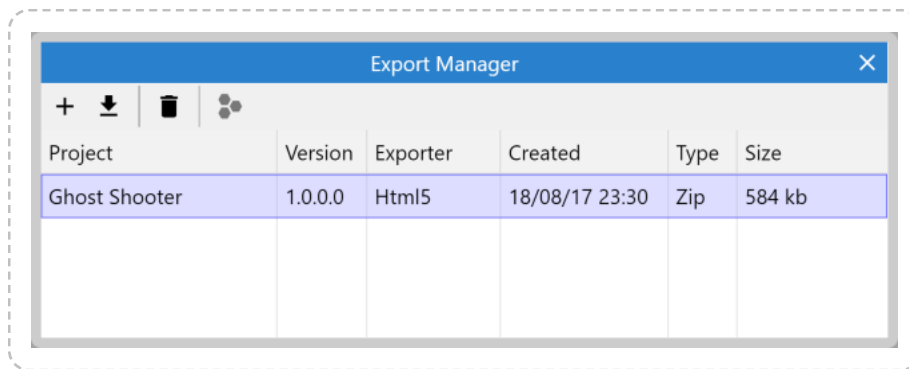 Export Manager
Project Version Exporter Created Type Size
Ghost Shooter 1.0.0.0 Html5 18/08/17 23:30 Zip 584 kb